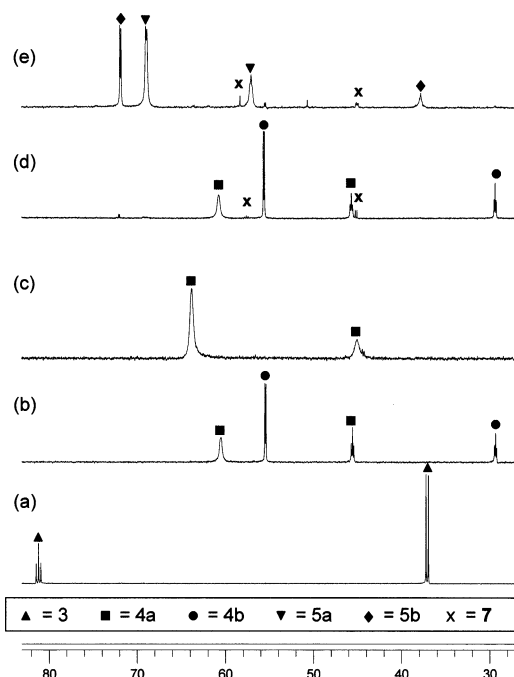 (e)
x
x
(d)
x
x
(c)
(b)
(a)
▲ = 3 ■ = 4a ● = 4b ▼ = 5a ◆ = 5b x = 7
80 70 60 50 40 30